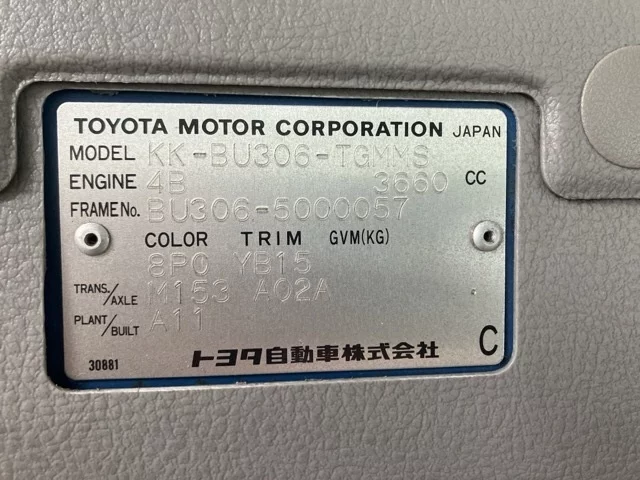 TOYOTA MOTOR CORPORATION JAPAN
MODEL KK-BU306-TGMMS
ENGINE 4B 3660 CC
FRAME No. BU306-5000057
COLOR TRIM GVM(KG)
8P0 YB15
TRANS./AXLE M153 A02A
PLANT/BUILT A11
30881 トヨタ自動車株式会社 C